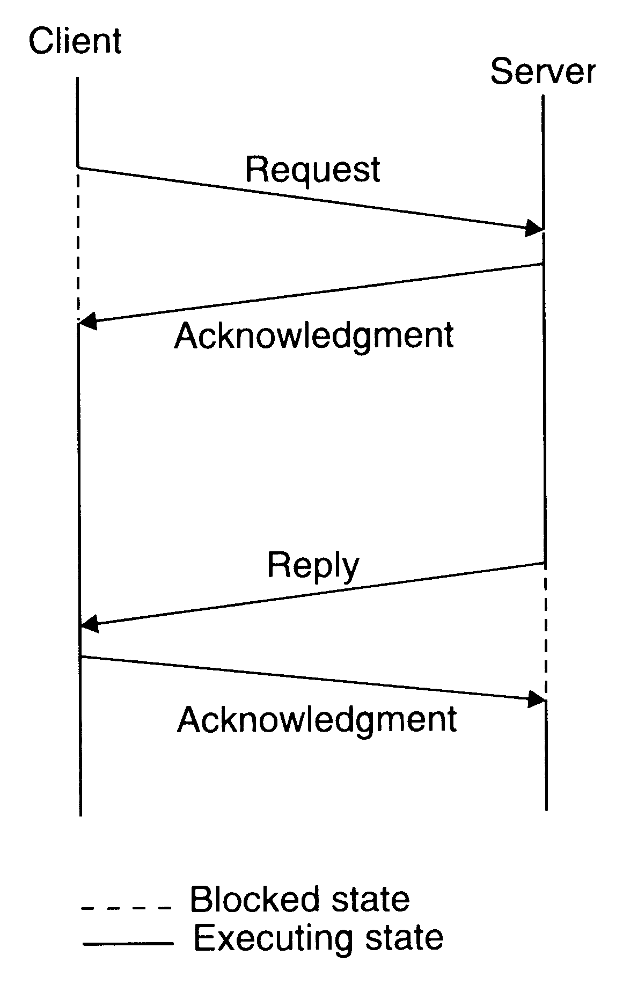 Client
Server
Request
Acknowledgment
Reply
Acknowledgment
Blocked state
Executing state